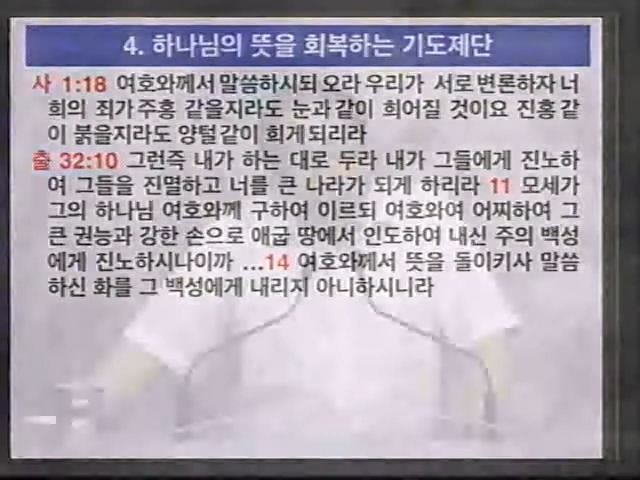 4. 하나님의 뜻을 회복하는 기도제단
사 1:18 여호와께서 말씀하시되 오라 우리가 서로 변론하자 너
희의 죄가 주홍 같을지라도 눈과 같이 희어질 것이요 진홍 같
이 붉을지라도 양털 같이 희게 되리라
출 32:10 그런즉 내가 하는 대로 두라 내가 그들에게 진노하
여 그들을 진멸하고 너를 큰 나라가 되게 하리라 11 모세가
그의 하나님 여호와께 구하여 이르되 여호와여 어찌하여 그
큰 권능과 강한 손으로 애굽 땅에서 인도하여 내신 주의 백성
에게 진노하시나이까 ...14 여호와께서 뜻을 돌이키사 말씀
하신 화를 그 백성에게 내리지 아니하시니라